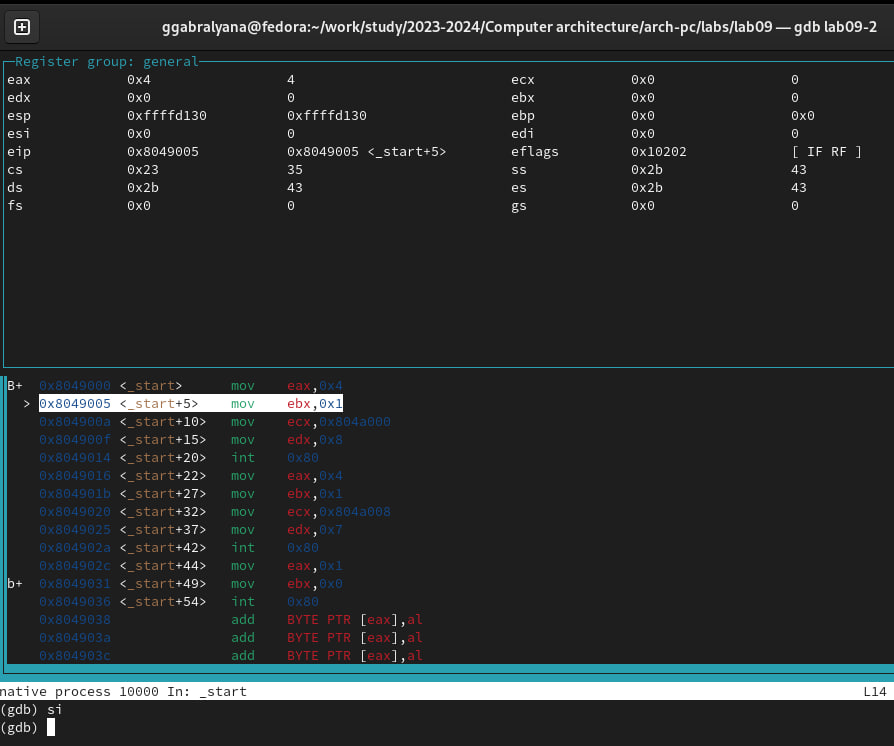 ggabralyana@fedora:~/work/study/2023-2024/Computer architecture/arch-pc/labs/lab09 — gdb lab09-2
Register group: general
eax 0x4 4 ecx 0x0 0
edx 0x0 0 ebx 0x0 0
esp 0xffffd130 0xffffd130 ebp 0x0 0x0
esi 0x0 0 edi 0x0 0
eip 0x8049005 0x8049005 <_start+5> eflags 0x10202 [ IF RF ]
cs 0x23 35 ss 0x2b 43
ds 0x2b 43 es 0x2b 43
fs 0x0 0 gs 0x0 0
B+ 0x8049000 <_start> mov eax,0x4
> 0x8049005 <_start+5> mov ebx,0x1
0x804900a <_start+10> mov ecx,0x804a000
0x804900f <_start+15> mov edx,0x8
0x8049014 <_start+20> int 0x80
0x8049016 <_start+22> mov eax,0x4
0x804901b <_start+27> mov ebx,0x1
0x8049020 <_start+32> mov ecx,0x804a008
0x8049025 <_start+37> mov edx,0x7
0x804902a <_start+42> int 0x80
0x804902c <_start+44> mov eax,0x1
b+ 0x8049031 <_start+49> mov ebx,0x0
0x8049036 <_start+54> int 0x80
0x8049038 add BYTE PTR [eax],al
0x804903a add BYTE PTR [eax],al
0x804903c add BYTE PTR [eax],al
native process 10000 In: _start L14
(gdb) si
(gdb)